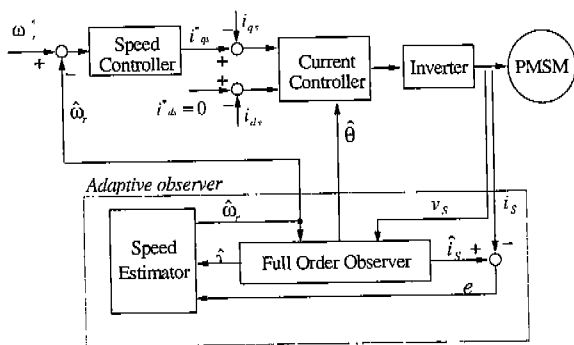 ω*r
+
−
Speed
Controller
i*qs
−
iqs
+
+
i*ds = 0
−
ids
Current
Controller
Inverter
PMSM
ω̂r
θ̂
Adaptive observer
ω̂r
vs
is
Speed
Estimator
Full Order Observer
îs
+
−
e